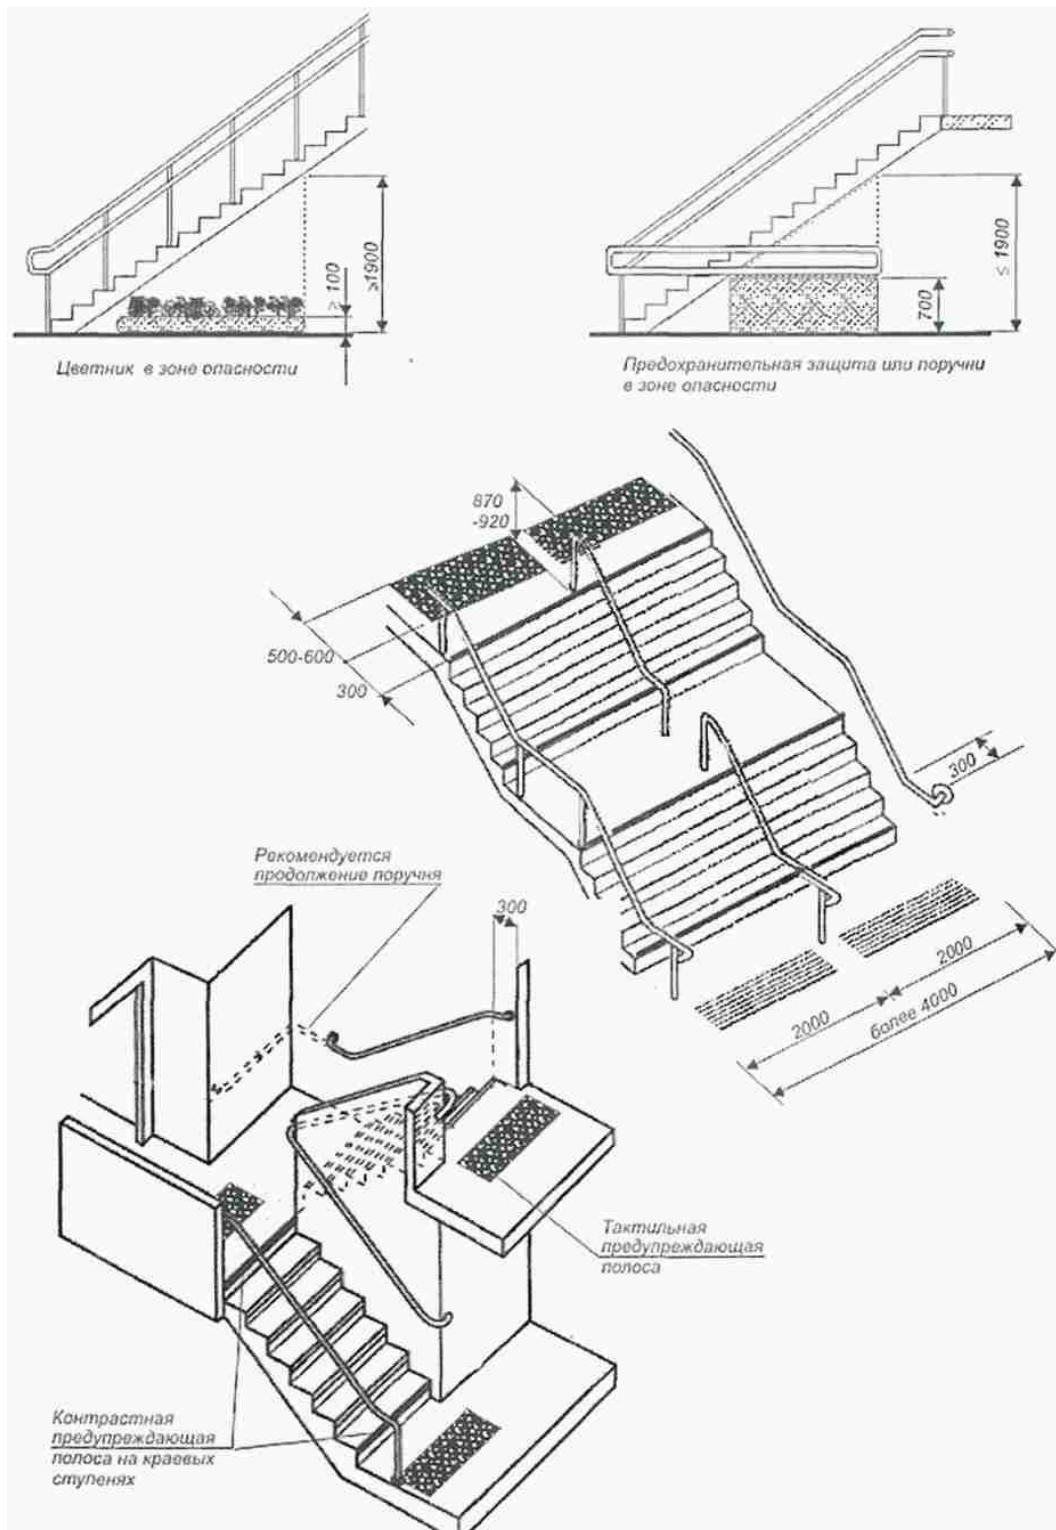 ≥1900
≥ 100
Цветник в зоне опасности
≤ 1900
700
Предохранительная защита или поручни
в зоне опасности
870
-920
500-600
300
300
2000
2000
более 4000
Рекомендуется
продолжение поручня
300
Тактильная
предупреждающая
полоса
Контрастная
предупреждающая
полоса на краевых
ступенях